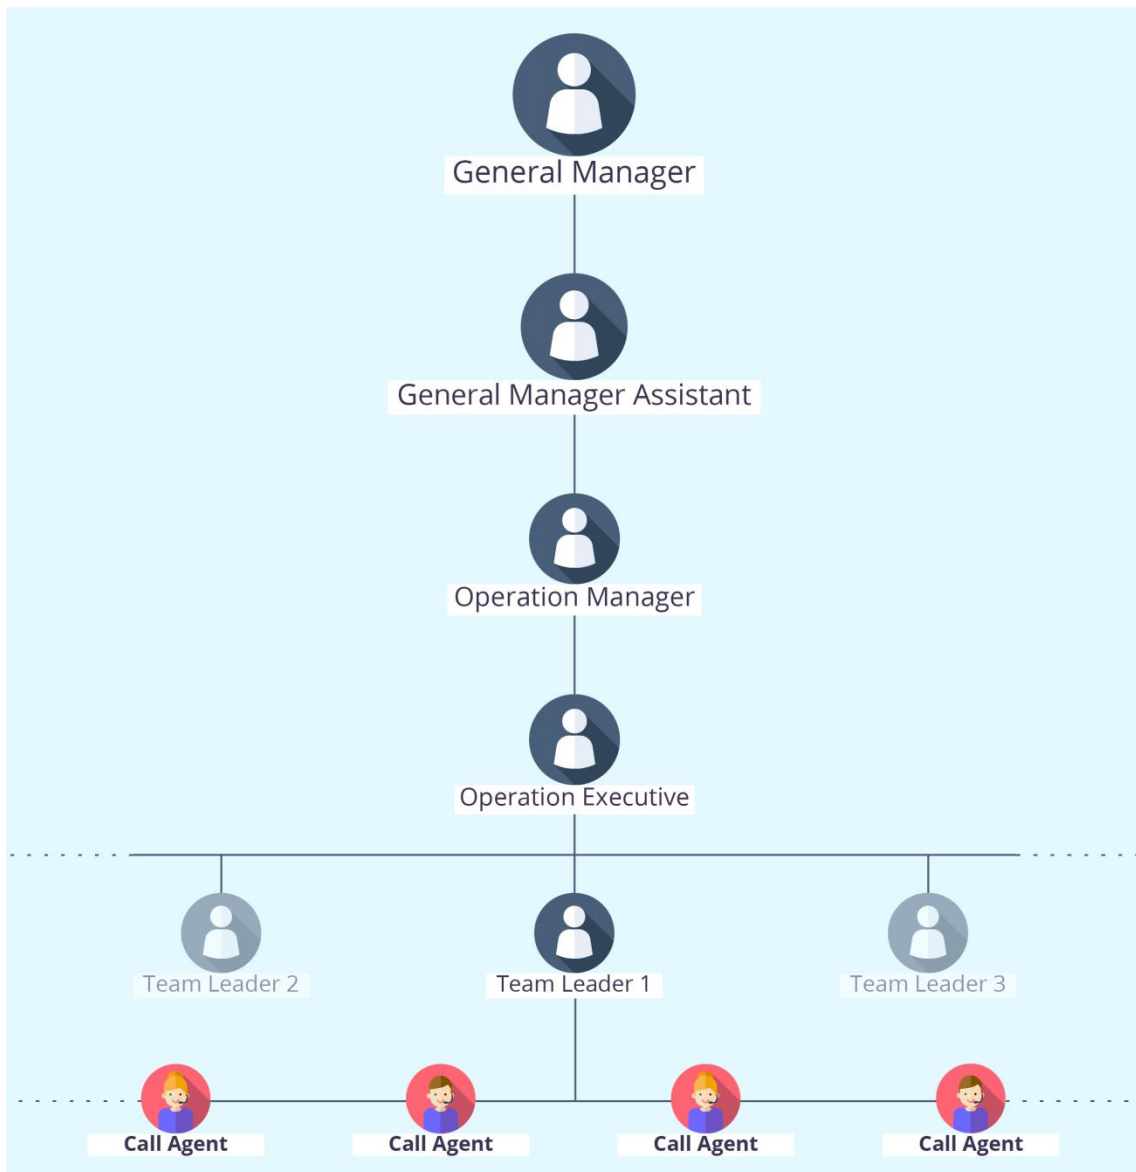 General Manager
General Manager Assistant
Operation Manager
Operation Executive
Team Leader 2
Team Leader 1
Team Leader 3
Call Agent
Call Agent
Call Agent
Call Agent